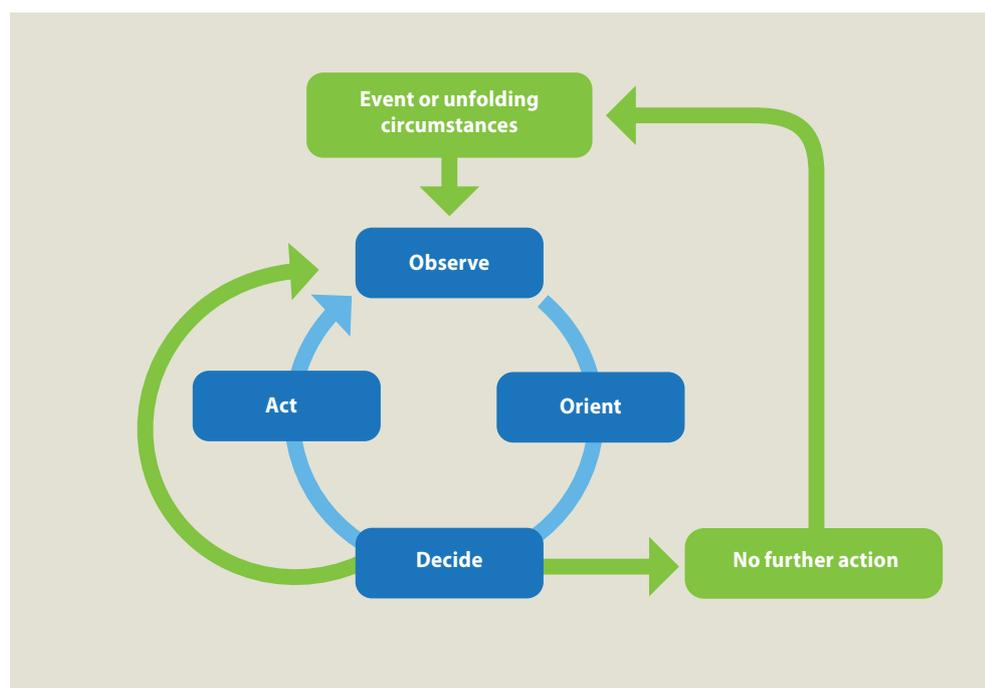 Event or unfolding
circumstances
Observe
Act
Orient
Decide
No further action